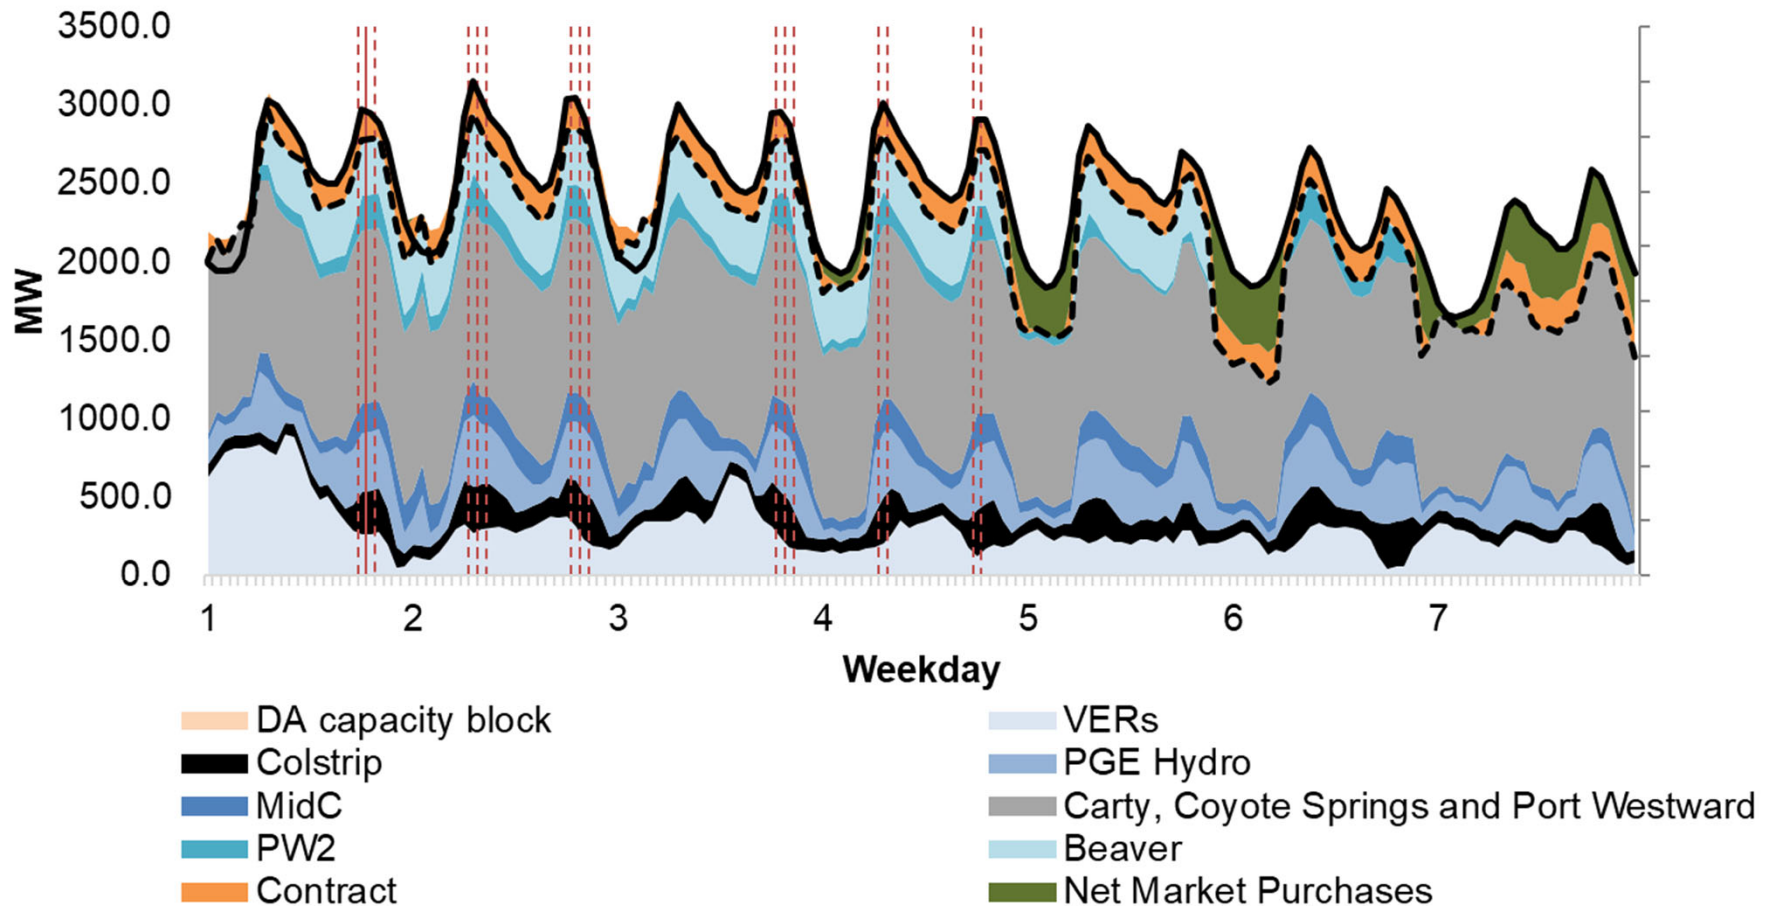 3500.0
3000.0
2500.0
2000.0
1500.0
1000.0
500.0
0.0
MW
1 2 3 4 5 6 7
Weekday
DA capacity block
VERs
Colstrip
PGE Hydro
MidC
Carty, Coyote Springs and Port Westward
PW2
Beaver
Contract
Net Market Purchases